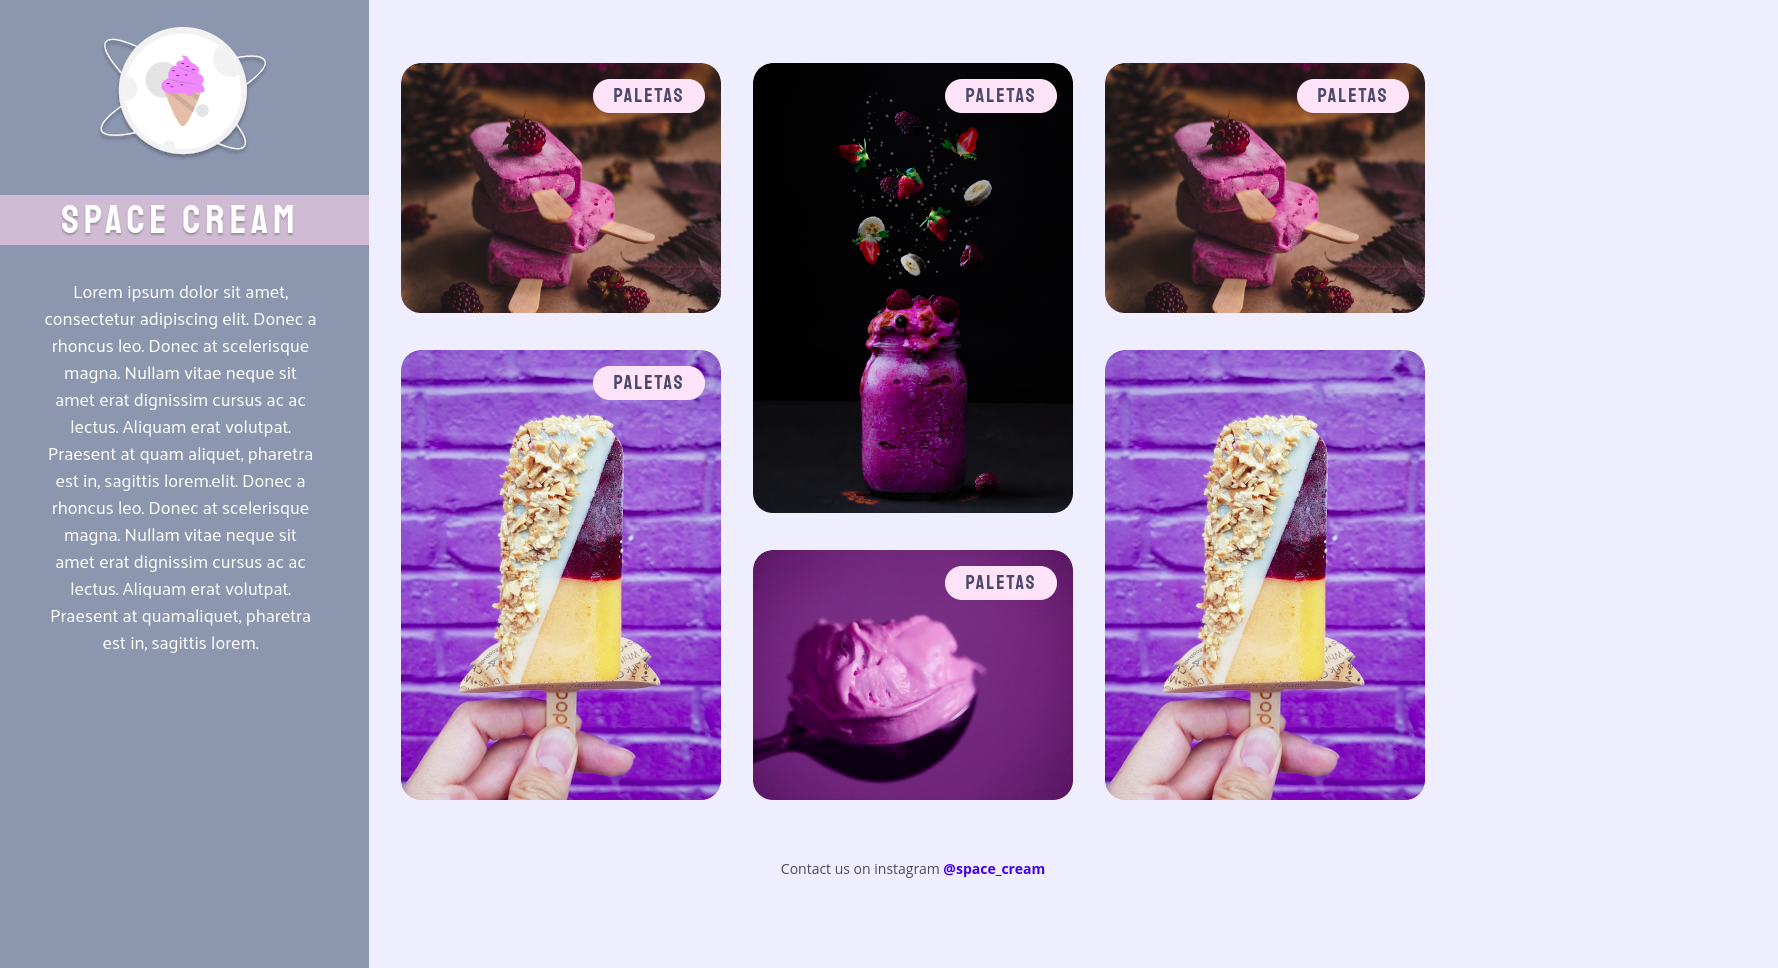 SPACE CREAM
Lorem ipsum dolor sit amet,
consectetur adipiscing elit. Donec a
rhoncus leo. Donec at scelerisque
magna. Nullam vitae neque sit
amet erat dignissim cursus ac ac
lectus. Aliquam erat volutpat.
Praesent at quam aliquet, pharetra
est in, sagittis lorem.elit. Donec a
rhoncus leo. Donec at scelerisque
magna. Nullam vitae neque sit
amet erat dignissim cursus ac ac
lectus. Aliquam erat volutpat.
Praesent at quamaliquet, pharetra
est in, sagittis lorem.
PALETAS
PALETAS
PALETAS
PALETAS
PALETAS
Contact us on instagram @space_cream